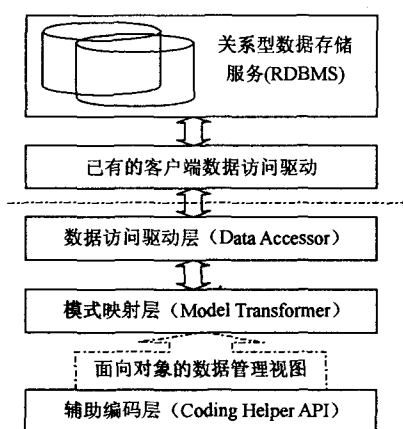 关系型数据存储
服务(RDBMS)
已有的客户端数据访问驱动
数据访问驱动层（Data Accessor）
模式映射层（Model Transformer）
面向对象的数据管理视图
辅助编码层（Coding Helper API）